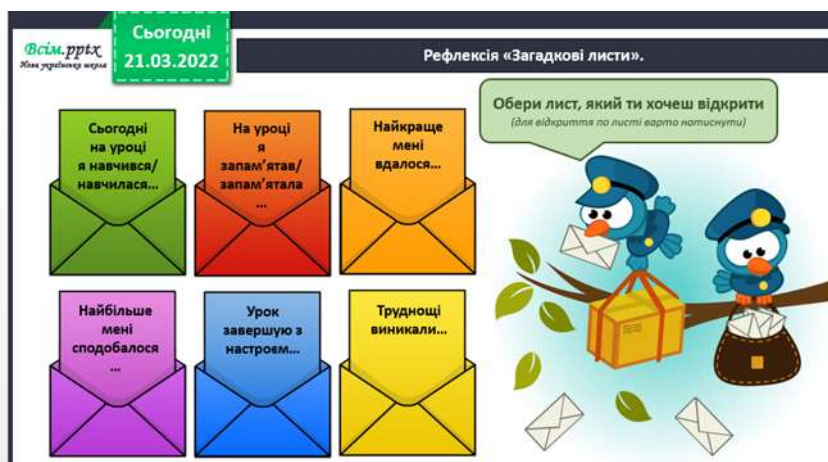 Всім.pptx
Нова українська школа
Сьогодні
21.03.2022
Рефлексія «Загадкові листи».
Обери лист, який ти хочеш відкрити
(для відкриття по листі варто натиснути)
Сьогодні
на уроці
я навчився/
навчилася...
На уроці
я
запам’ятав/
запам’ятала
...
Найкраще
мені
вдалося...
Найбільше
мені
сподобалося
...
Урок
завершую з
настроєм...
Труднощі
виникали...